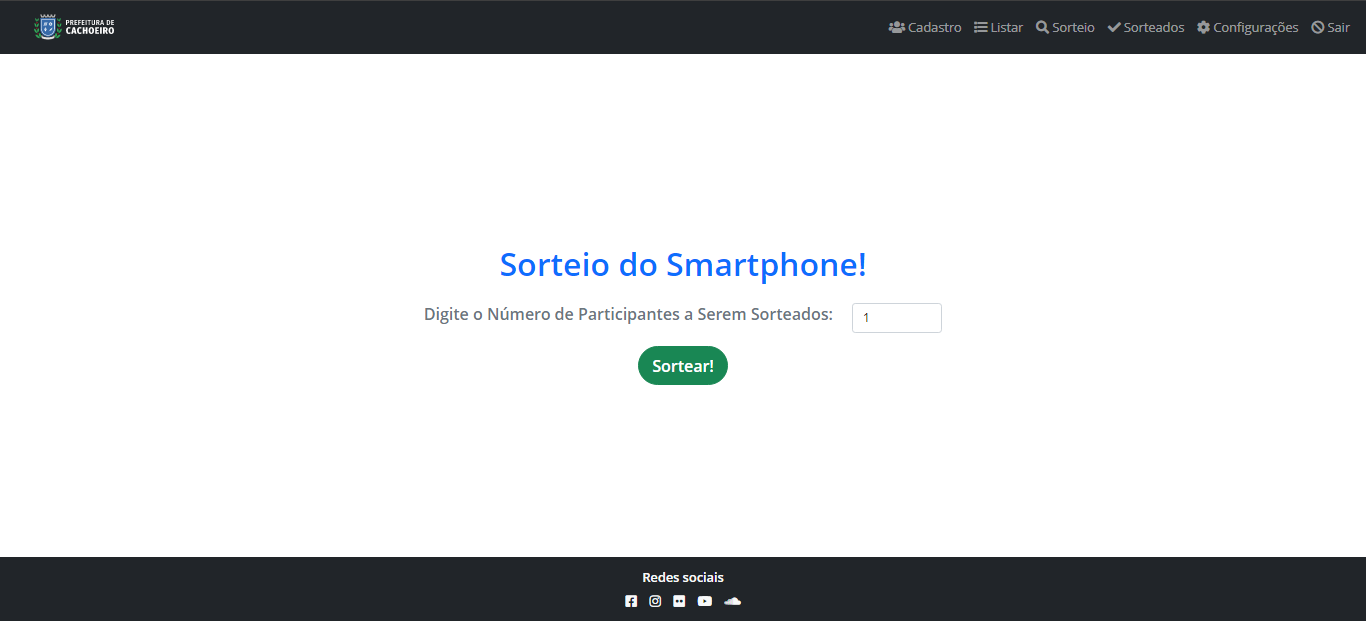 PREFEITURA DE
CACHOEIRO
Cadastro Listar Sorteio Sorteados Configurações Sair
Sorteio do Smartphone!
Digite o Número de Participantes a Serem Sorteados: 1
Sortear!
Redes sociais